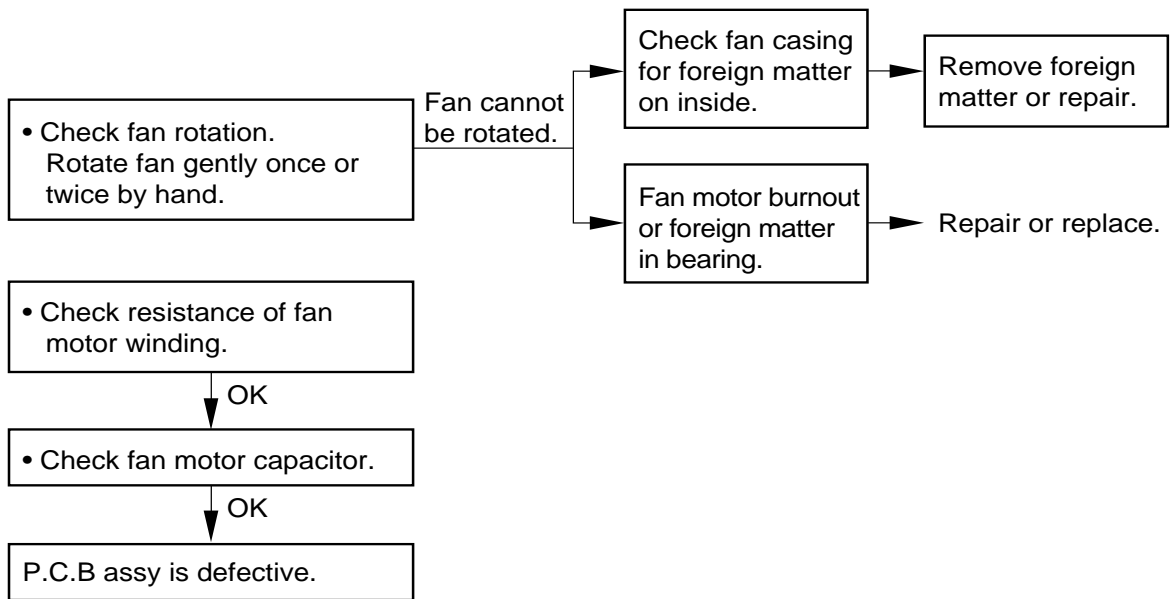 • Check fan rotation.
Rotate fan gently once or
twice by hand.
Fan cannot
be rotated.
Check fan casing
for foreign matter
on inside.
Remove foreign
matter or repair.
Fan motor burnout
or foreign matter
in bearing.
Repair or replace.
• Check resistance of fan
motor winding.
OK
• Check fan motor capacitor.
OK
P.C.B assy is defective.